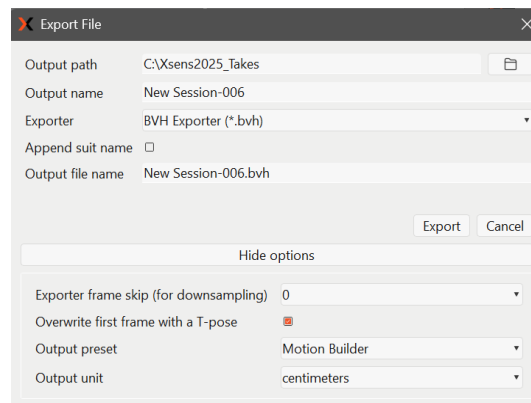 Export File
Output path C:\Xsens2025_Takes
Output name New Session-006
Exporter BVH Exporter (*.bvh)
Append suit name
Output file name New Session-006.bvh
Export Cancel
Hide options
Exporter frame skip (for downsampling) 0
Overwrite first frame with a T-pose
Output preset Motion Builder
Output unit centimeters